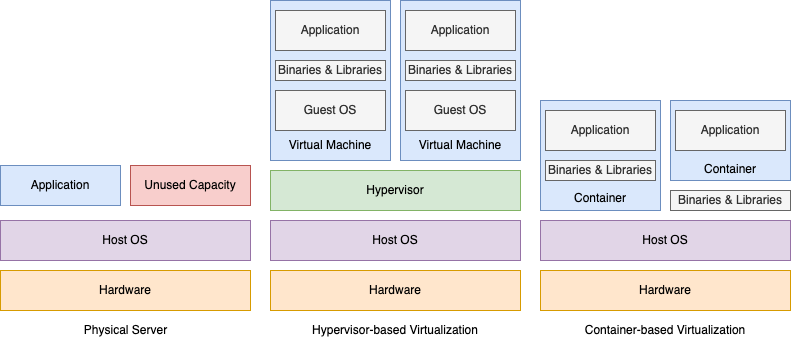 Application
Unused Capacity
Host OS
Hardware
Physical Server
Application
Binaries & Libraries
Guest OS
Virtual Machine
Application
Binaries & Libraries
Guest OS
Virtual Machine
Hypervisor
Host OS
Hardware
Hypervisor-based Virtualization
Application
Binaries & Libraries
Container
Application
Container
Binaries & Libraries
Host OS
Hardware
Container-based Virtualization